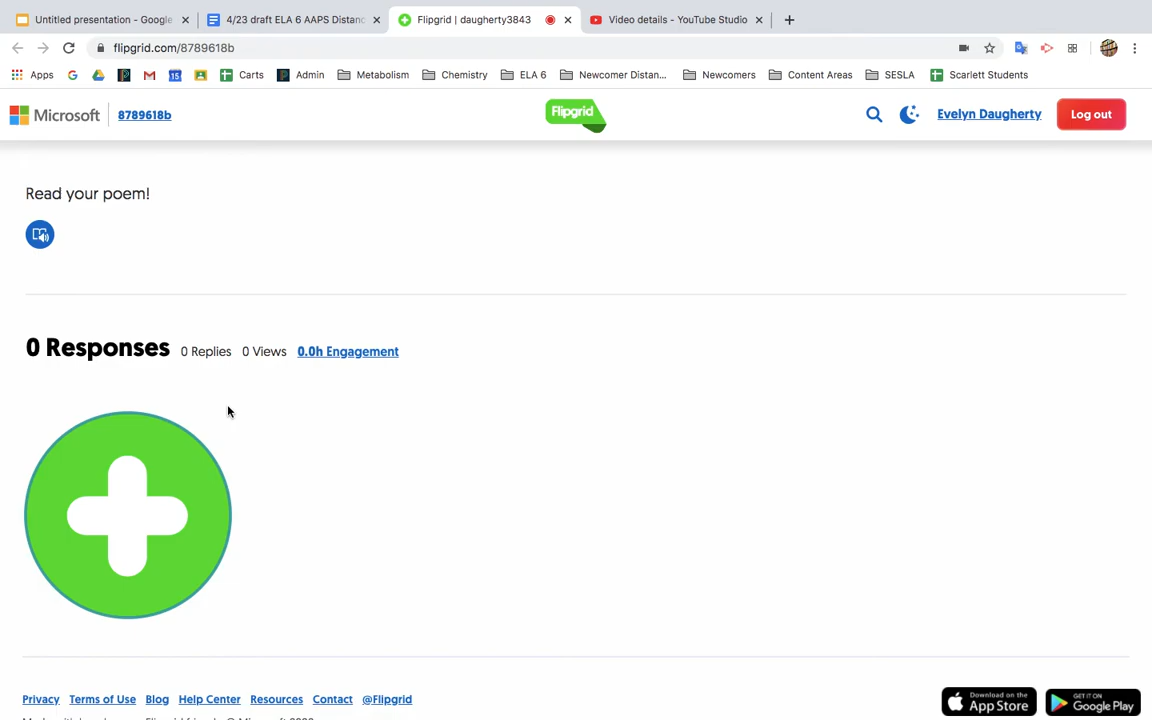 Untitled presentation - Google
4/23 draft ELA 6 AAPS Distanc
Flipgrid | daugherty3843
Video details - YouTube Studio
flipgrid.com/8789618b
Apps
15
Carts
Admin
Metabolism
Chemistry
ELA 6
Newcomer Distan...
Newcomers
Content Areas
SESLA
Scarlett Students
Microsoft
8789618b
Flipgrid
Evelyn Daugherty
Log out
Read your poem!
0 Responses 0 Replies 0 Views 0.0h Engagement
Privacy Terms of Use Blog Help Center Resources Contact @Flipgrid
Download on the
App Store
GET IT ON
Google Play